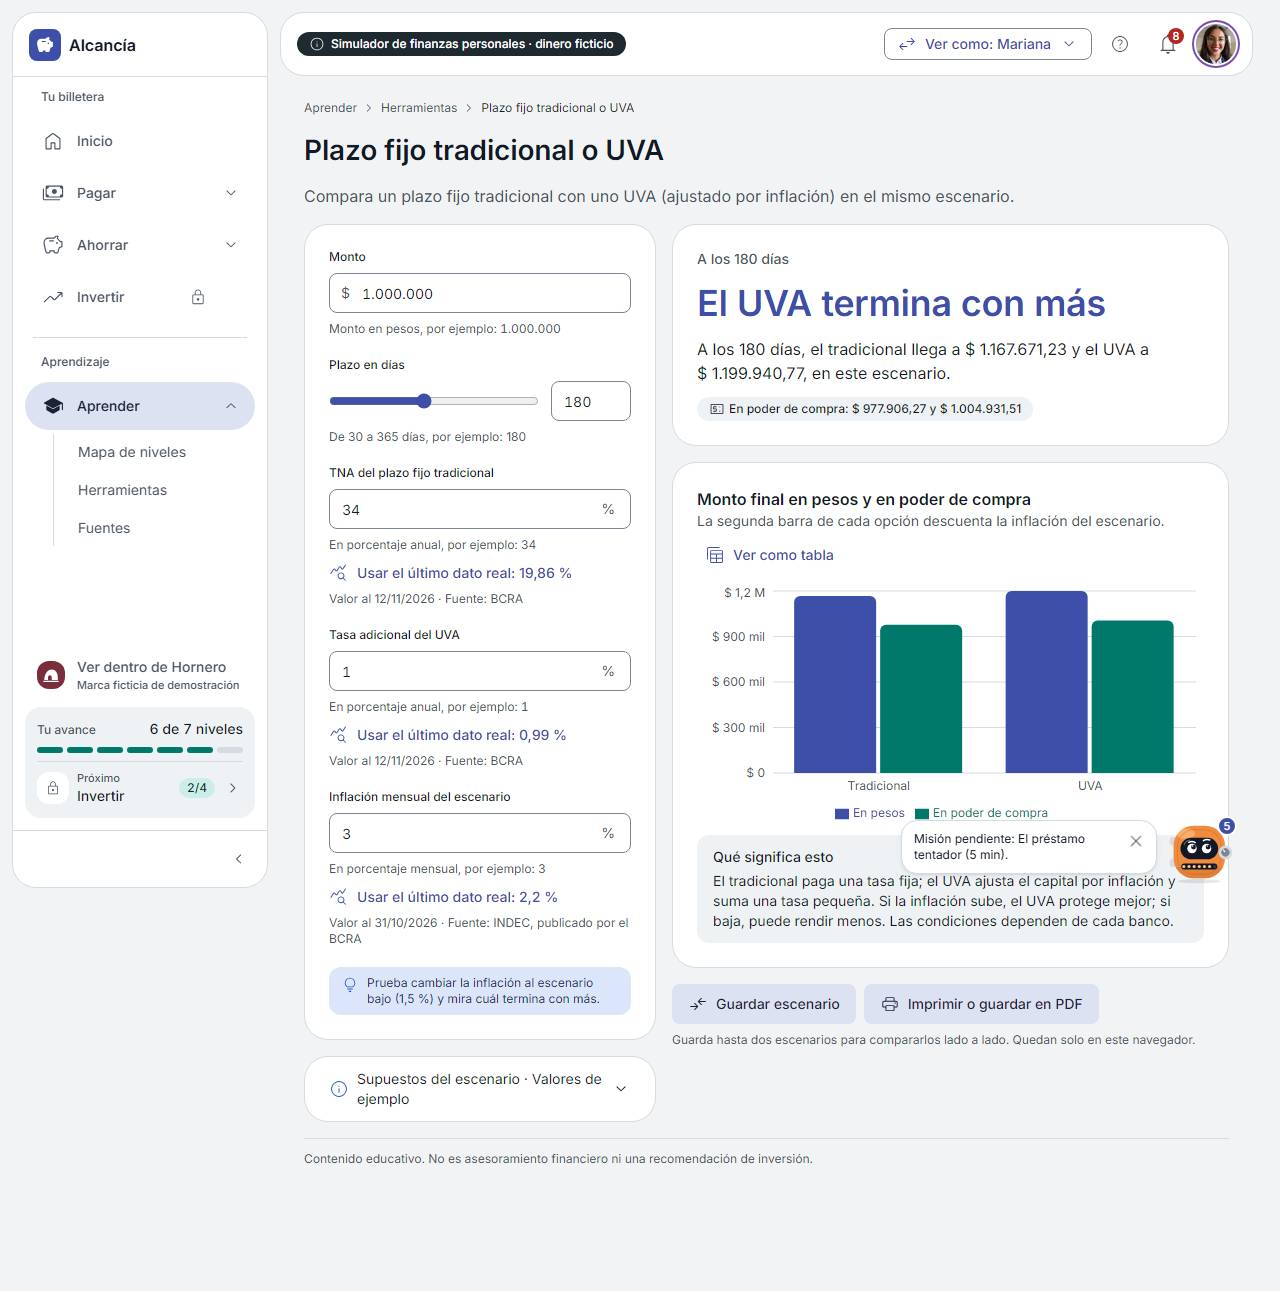 Alcancía
Simulador de finanzas personales · dinero ficticio
Ver como: Mariana
8
Tu billetera
Inicio
Pagar
Ahorrar
Invertir
Aprendizaje
Aprender
Mapa de niveles
Herramientas
Fuentes
Ver dentro de Hornero
Marca ficticia de demostración
Tu avance
6 de 7 niveles
Próximo
Invertir
2/4
Aprender > Herramientas > Plazo fijo tradicional o UVA
Plazo fijo tradicional o UVA
Compara un plazo fijo tradicional con uno UVA (ajustado por inflación) en el mismo escenario.
Monto
$ 1.000.000
Monto en pesos, por ejemplo: 1.000.000
Plazo en días
180
De 30 a 365 días, por ejemplo: 180
TNA del plazo fijo tradicional
34 %
En porcentaje anual, por ejemplo: 34
Usar el último dato real: 19,86 %
Valor al 12/11/2026 · Fuente: BCRA
Tasa adicional del UVA
1 %
En porcentaje anual, por ejemplo: 1
Usar el último dato real: 0,99 %
Valor al 12/11/2026 · Fuente: BCRA
Inflación mensual del escenario
3 %
En porcentaje mensual, por ejemplo: 3
Usar el último dato real: 2,2 %
Valor al 31/10/2026 · Fuente: INDEC, publicado por el
BCRA
Prueba cambiar la inflación al escenario
bajo (1,5 %) y mira cuál termina con más.
Supuestos del escenario · Valores de
ejemplo
A los 180 días
El UVA termina con más
A los 180 días, el tradicional llega a $ 1.167.671,23 y el UVA a
$ 1.199.940,77, en este escenario.
En poder de compra: $ 977.906,27 y $ 1.004.931,51
Monto final en pesos y en poder de compra
La segunda barra de cada opción descuenta la inflación del escenario.
Ver como tabla
$ 1,2 M
$ 900 mil
$ 600 mil
$ 300 mil
$ 0
Tradicional
UVA
En pesos
En poder de compra
Misión pendiente: El préstamo
tentador (5 min).
5
Qué significa esto
El tradicional paga una tasa fija; el UVA ajusta el capital por inflación y
suma una tasa pequeña. Si la inflación sube, el UVA protege mejor; si
baja, puede rendir menos. Las condiciones dependen de cada banco.
Guardar escenario
Imprimir o guardar en PDF
Guarda hasta dos escenarios para compararlos lado a lado. Quedan solo en este navegador.
Contenido educativo. No es asesoramiento financiero ni una recomendación de inversión.